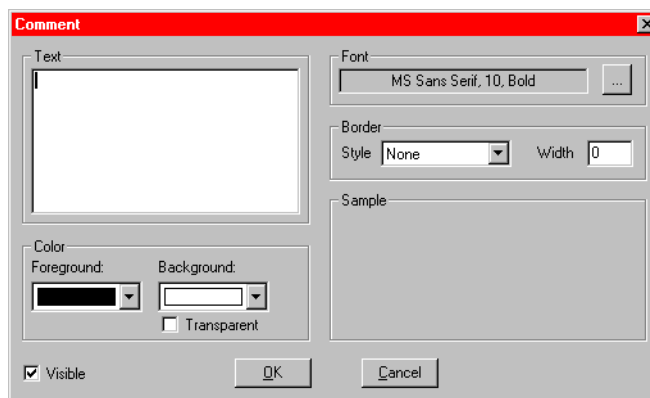 Comment
Text
Font
MS Sans Serif, 10, Bold
...
Border
Style None Width 0
Sample
Color
Foreground: Background:
Transparent
Visible OK Cancel